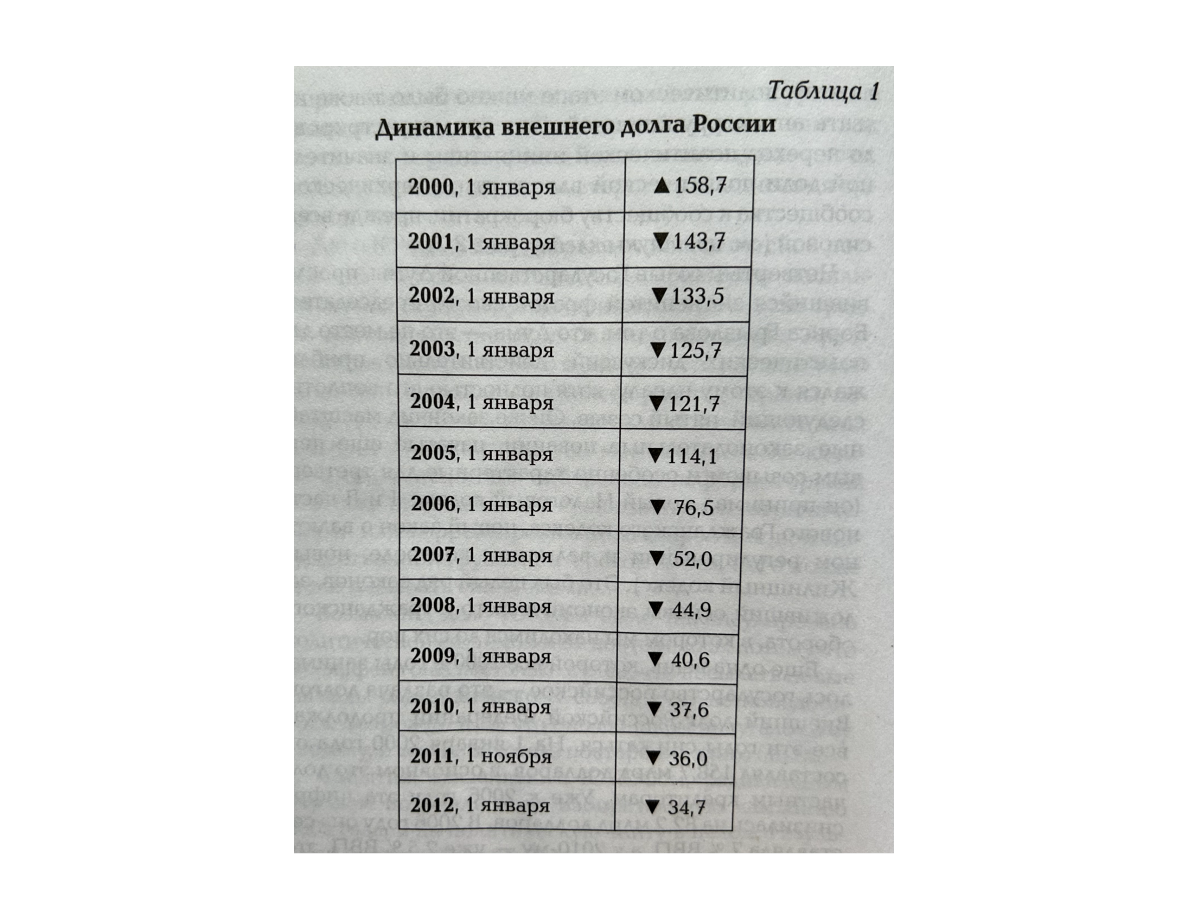 Таблица 1
Динамика внешнего долга России
2000, 1 января ▲ 158,7
2001, 1 января ▼ 143,7
2002, 1 января ▼ 133,5
2003, 1 января ▼ 125,7
2004, 1 января ▼ 121,7
2005, 1 января ▼ 114,1
2006, 1 января ▼ 76,5
2007, 1 января ▼ 52,0
2008, 1 января ▼ 44,9
2009, 1 января ▼ 40,6
2010, 1 января ▼ 37,6
2011, 1 ноября ▼ 36,0
2012, 1 января ▼ 34,7